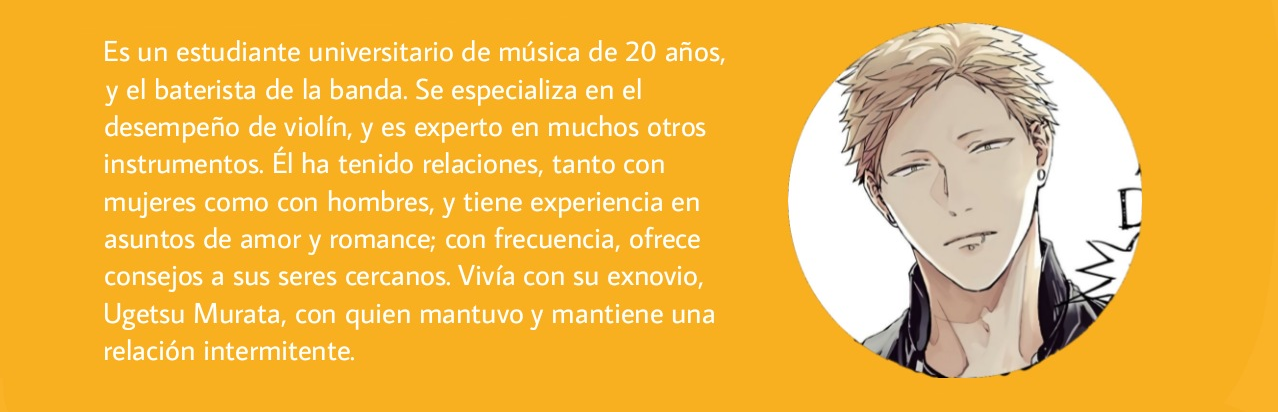 Es un estudiante universitario de música de 20 años,
y el baterista de la banda. Se especializa en el
desempeño de violín, y es experto en muchos otros
instrumentos. Él ha tenido relaciones, tanto con
mujeres como con hombres, y tiene experiencia en
asuntos de amor y romance; con frecuencia, ofrece
consejos a sus seres cercanos. Vivía con su exnovio,
Ugetsu Murata, con quien mantuvo y mantiene una
relación intermitente.